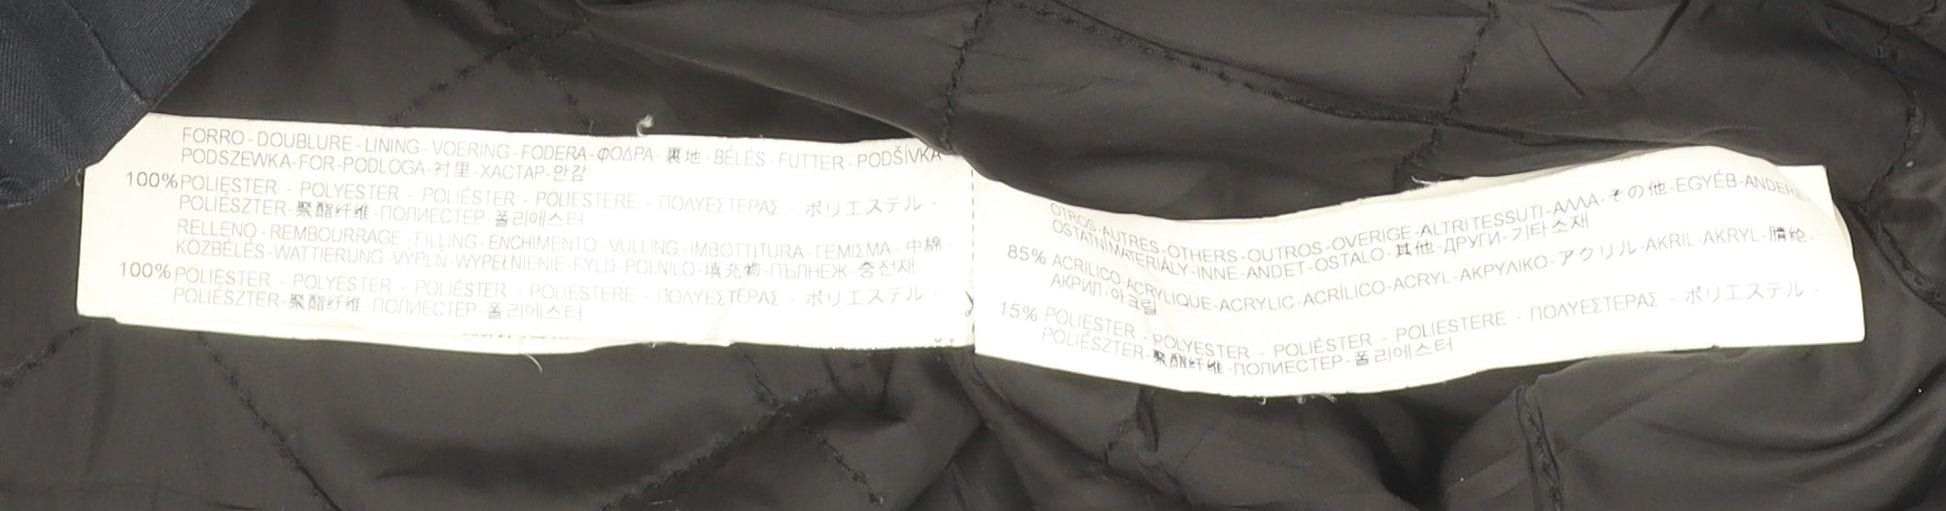 FORRO-DOUBLURE-LINING-VOERING-FODERA-ΦΟΔΡΑ-裏地-BÉLÉS-FUTTER-PODŠÍVKA
PODSZEWKA-FOR-PODLOGA-衬里-ХАСТАР-안감
100% POLIESTER - POLYESTER - POLIÉSTER - POLIESTERE - ΠΟΛΥΕΣΤΕΡΑΣ - ポリエステル -
POLIÉSZTER-聚酯纤维-ПОЛИЕСТЕР-폴리에스터
RELLENO-REMBOURRAGE-FILLING-ENCHIMENTO-VULLING-IMBOTTITURA-ΓΕΜΙΣΜΑ-中綿-
KÖZBÉLÉS-WATTIERUNG-VÝPLŇ-WYPEŁNIENIE-FYLD-POLNILO-填充物-ПЪЛНЕЖ-충전재
100% POLIESTER - POLYESTER - POLIÉSTER - POLIESTERE - ΠΟΛΥΕΣΤΕΡΑΣ - ポリエステル -
POLIÉSZTER-聚酯纤维-ПОЛИЕСТЕР-폴리에스터
OTROS-AUTRES-OTHERS-OUTROS-OVERIGE-ALTRI TESSUTI-ΑΛΛΑ-その他-EGYÉB-ANDERE
OSTATNÍ MATERIÁLY-INNE-ANDET-OSTALO-其他-ДРУГИ-기타소재
85% ACRILICO-ACRYLIQUE-ACRYLIC-ACRÍLICO-ACRYL-ΑΚΡΥΛΙΚΟ-アクリル-AKRIL-AKRYL-腈纶-
АКРИЛ-아크릴
15% POLIESTER - POLYESTER - POLIÉSTER - POLIESTERE - ΠΟΛΥΕΣΤΕΡΑΣ - ポリエステル -
POLIÉSZTER-聚酯纤维-ПОЛИЕСТЕР-폴리에스터